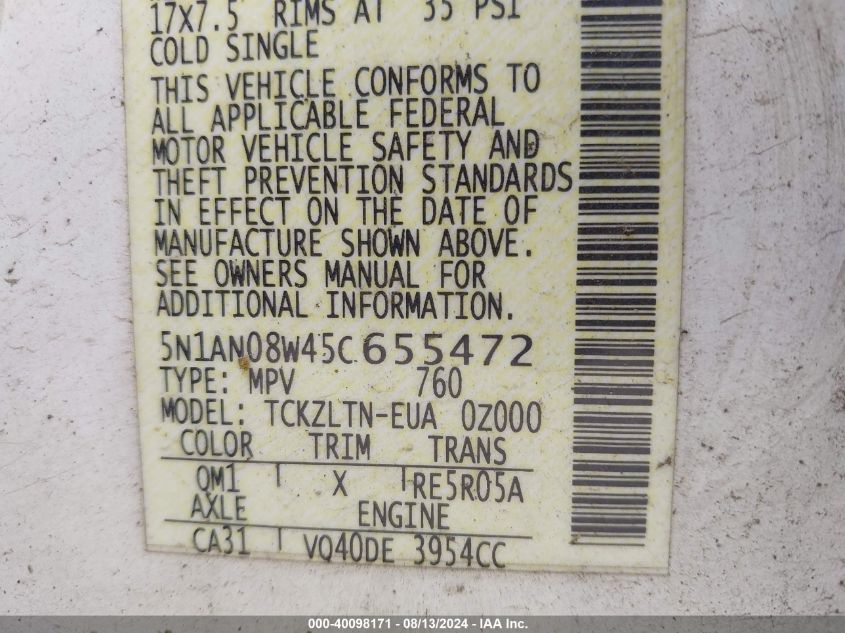 17X7.5 RIMS AT 35 PSI
COLD SINGLE
THIS VEHICLE CONFORMS TO
ALL APPLICABLE FEDERAL
MOTOR VEHICLE SAFETY AND
THEFT PREVENTION STANDARDS
IN EFFECT ON THE DATE OF
MANUFACTURE SHOWN ABOVE.
SEE OWNERS MANUAL FOR
ADDITIONAL INFORMATION.
5N1AN08W45C655472
TYPE: MPV 760
MODEL: TCKZLTN-EUA 0Z000
COLOR TRIM TRANS
QM1 X RE5R05A
AXLE ENGINE
CA31 VQ40DE 3954CC
000-40098171 - 08/13/2024 - IAA Inc.